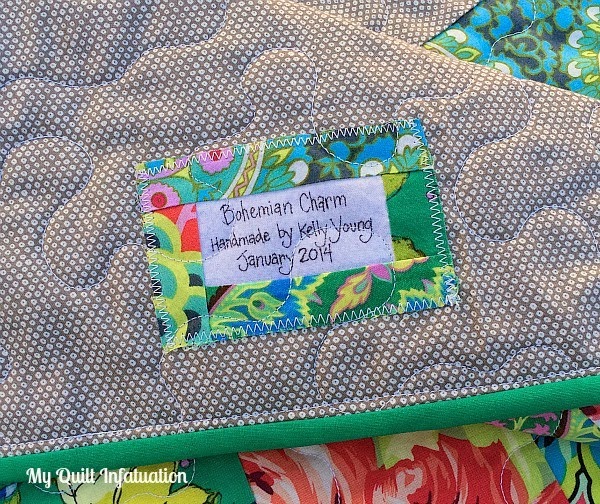 Bohemian Charm
Handmade by Kelly Young
January 2014
My Quilt Infatuation